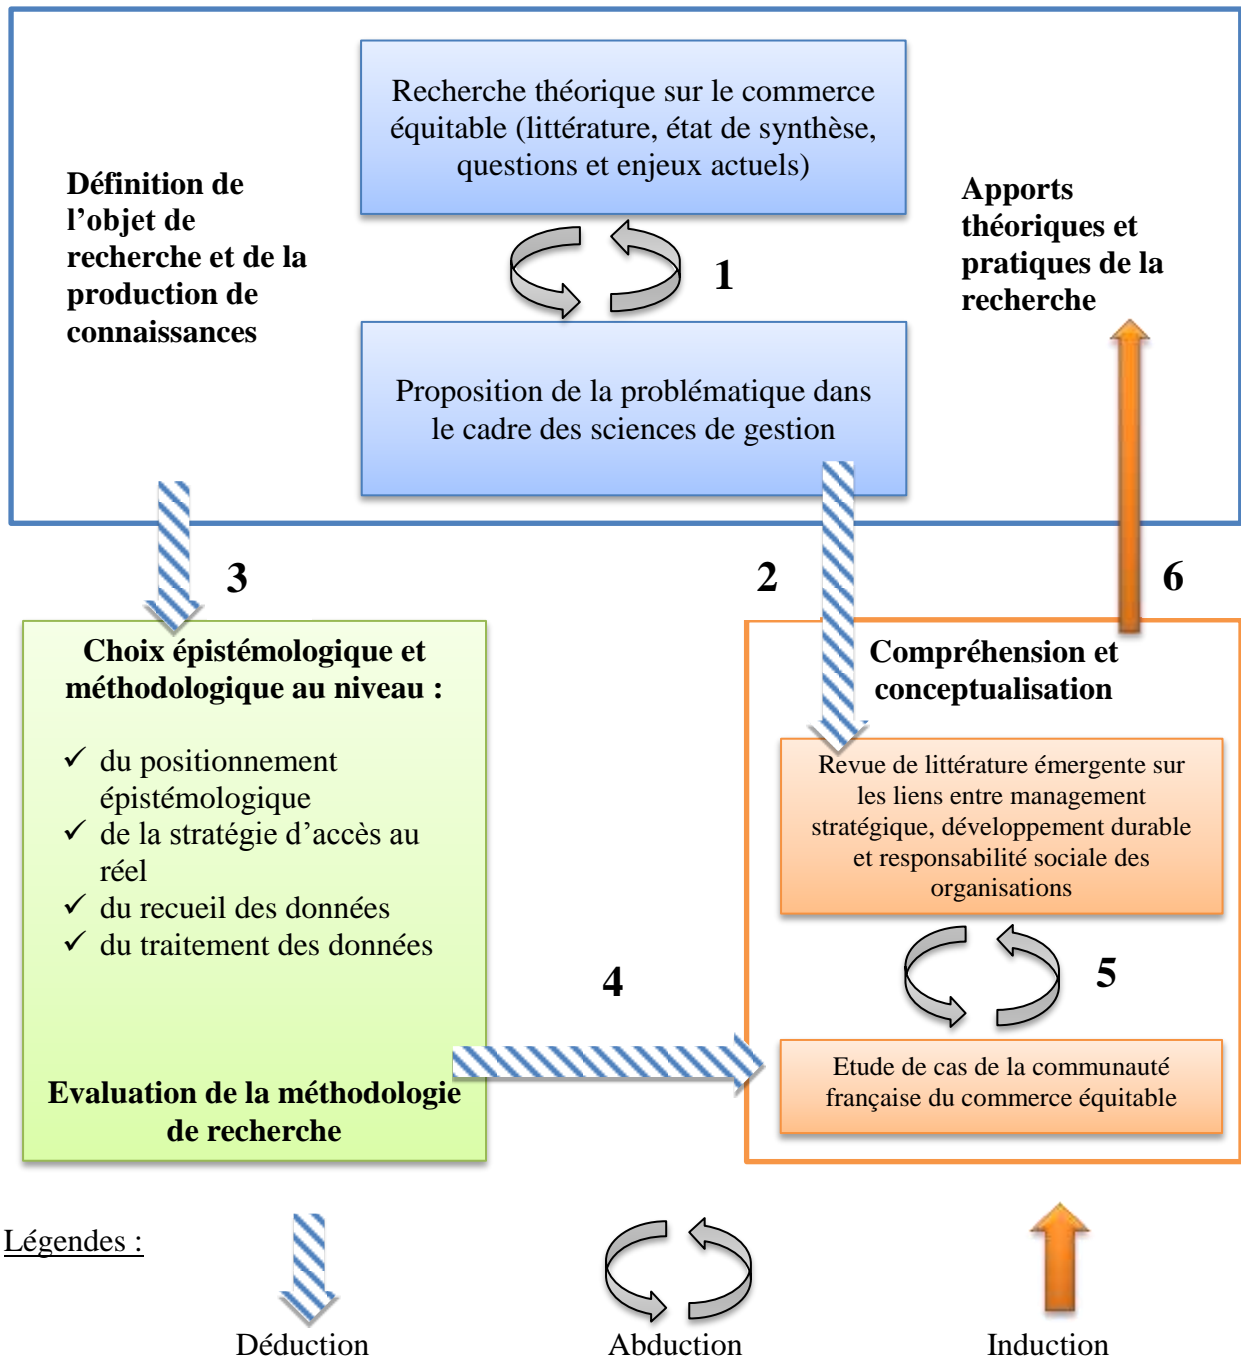 Recherche théorique sur le commerce
équitable (littérature, état de synthèse,
questions et enjeux actuels)
Définition de
l’objet de
recherche et de la
production de
connaissances
Apports
théoriques et
pratiques de la
recherche
1
Proposition de la problématique dans
le cadre des sciences de gestion
3
2
6
Choix épistémologique et
méthodologique au niveau :
✓ du positionnement
épistémologique
✓ de la stratégie d’accès au
réel
✓ du recueil des données
✓ du traitement des données
Evaluation de la méthodologie
de recherche
4
Compréhension et
conceptualisation
Revue de littérature émergente sur
les liens entre management
stratégique, développement durable
et responsabilité sociale des
organisations
5
Etude de cas de la communauté
française du commerce équitable
Légendes :
Déduction
Abduction
Induction